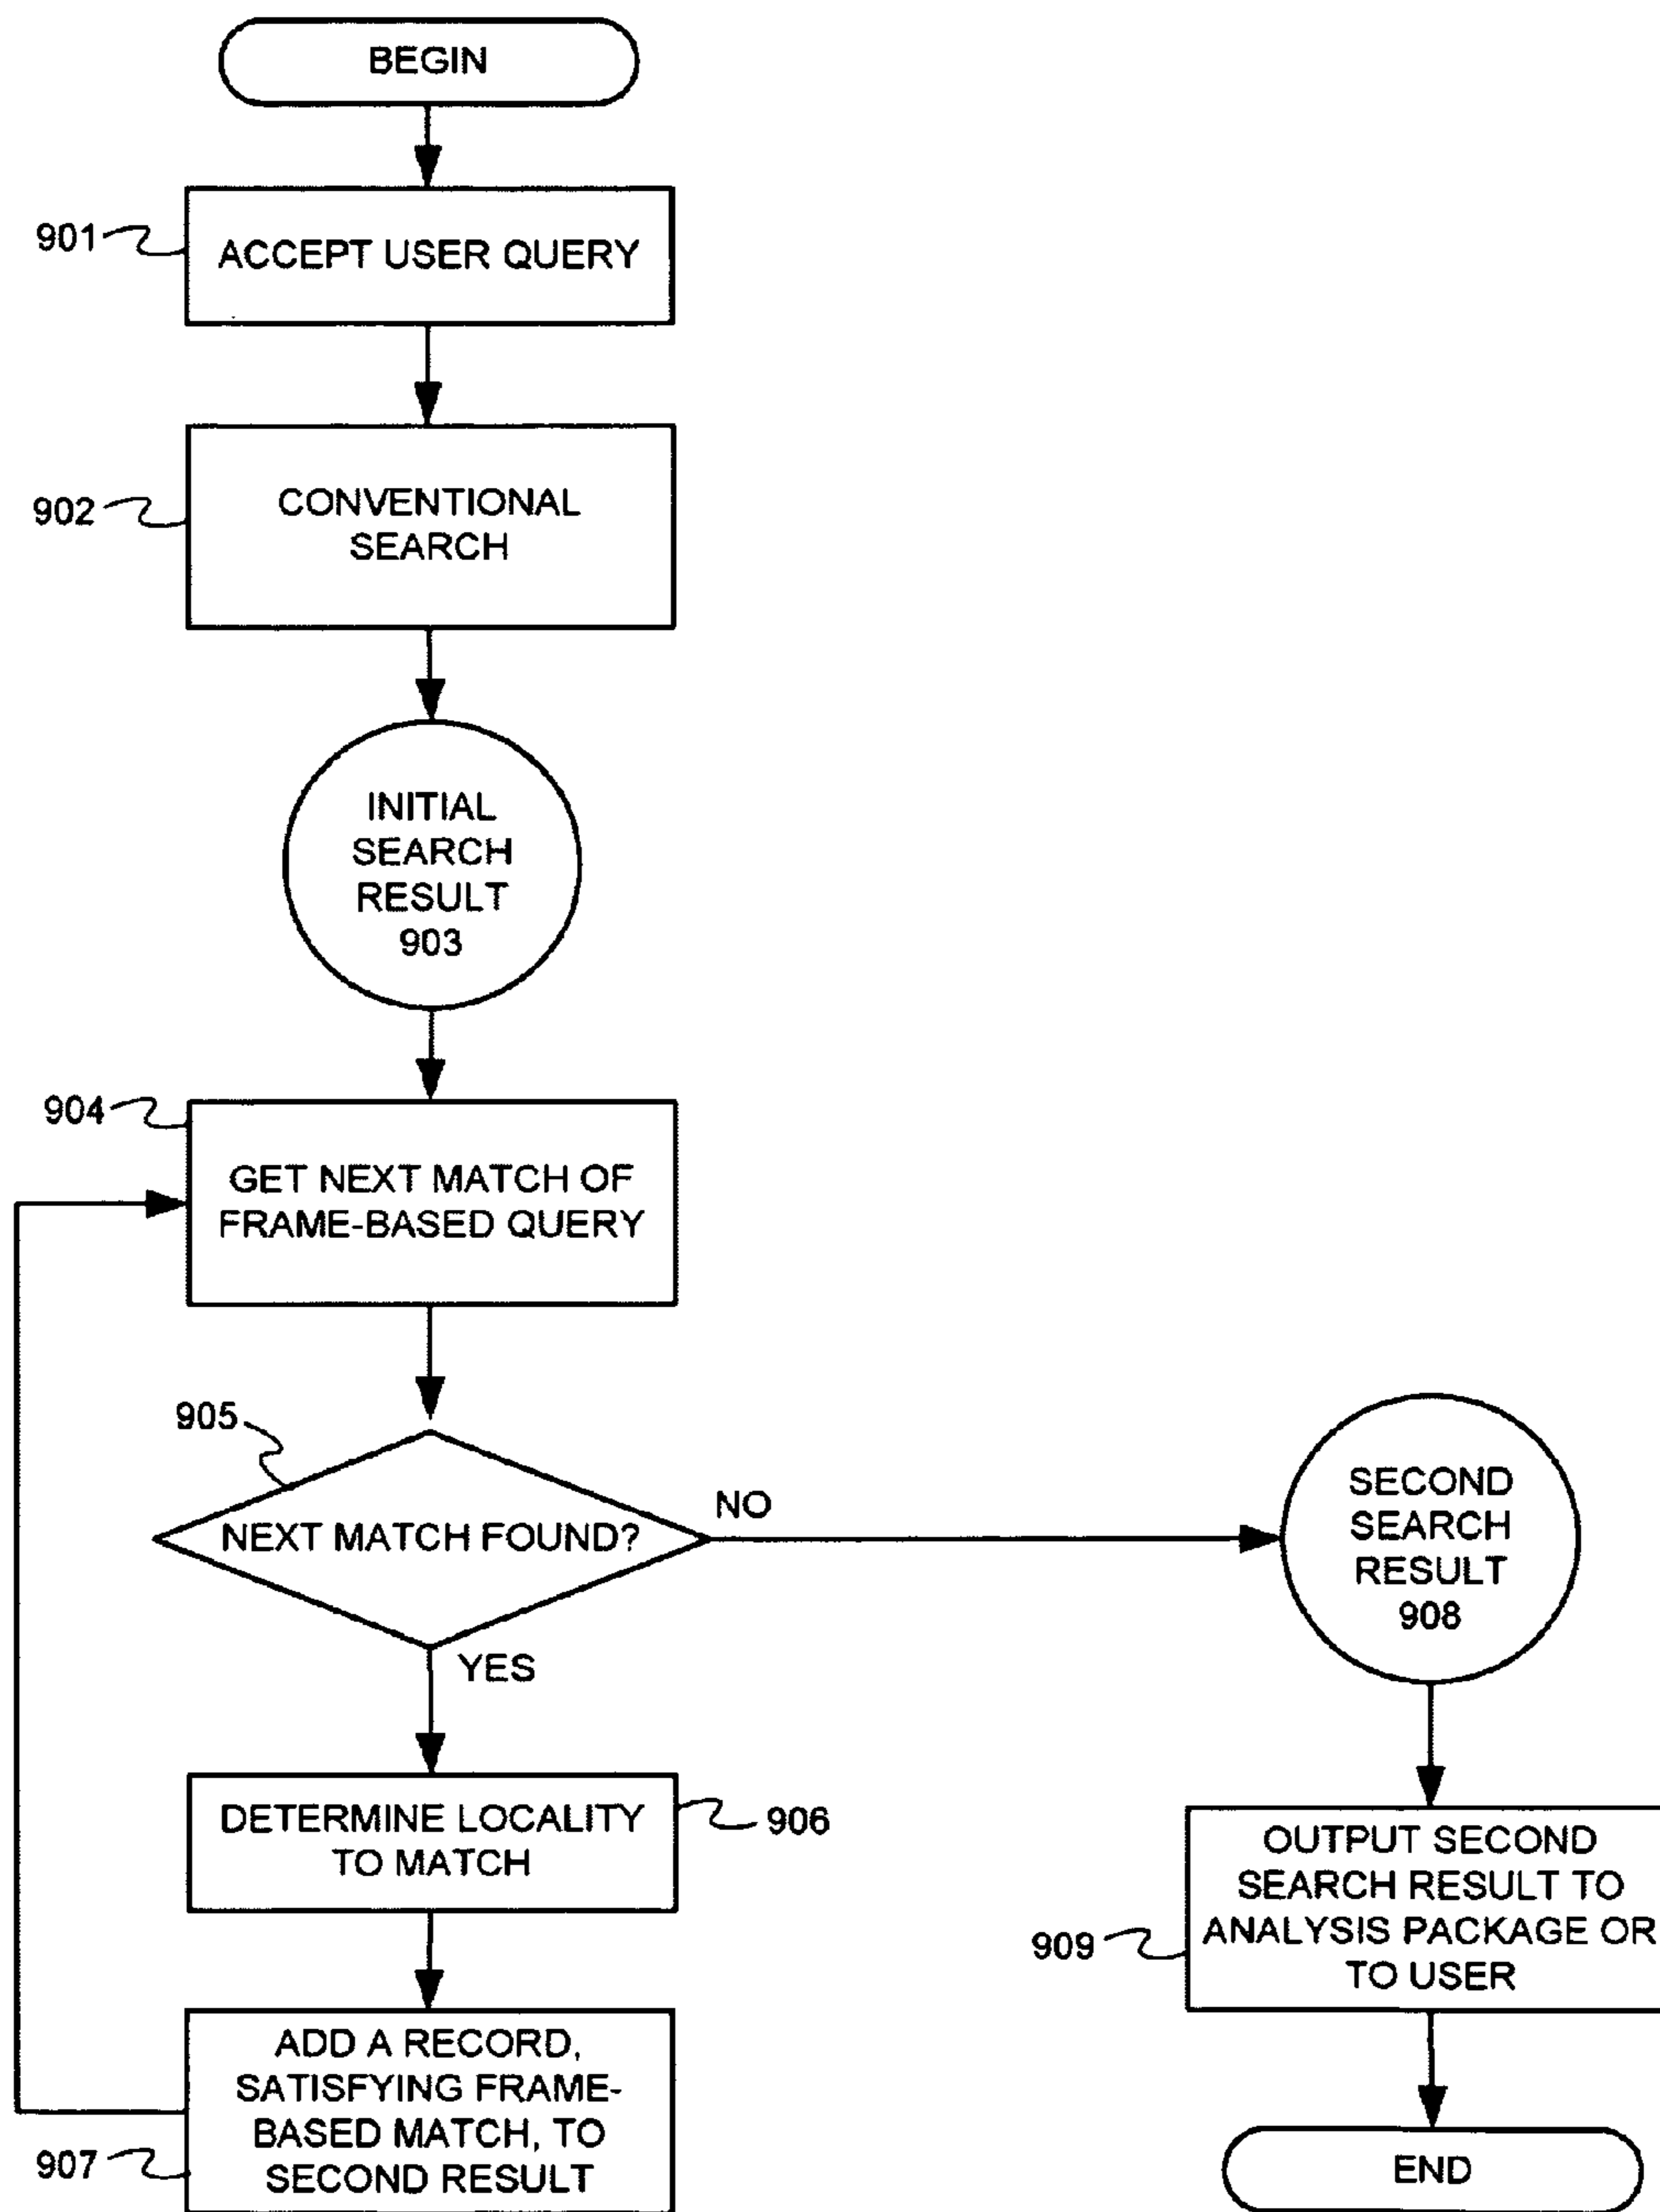 BEGIN
901
ACCEPT USER QUERY
902
CONVENTIONAL
SEARCH
INITIAL
SEARCH
RESULT
903
904
GET NEXT MATCH OF
FRAME-BASED QUERY
905
NEXT MATCH FOUND?
NO
YES
DETERMINE LOCALITY
TO MATCH
906
ADD A RECORD,
SATISFYING FRAME-
BASED MATCH, TO
SECOND RESULT
907
SECOND
SEARCH
RESULT
908
OUTPUT SECOND
SEARCH RESULT TO
ANALYSIS PACKAGE OR
TO USER
909
END